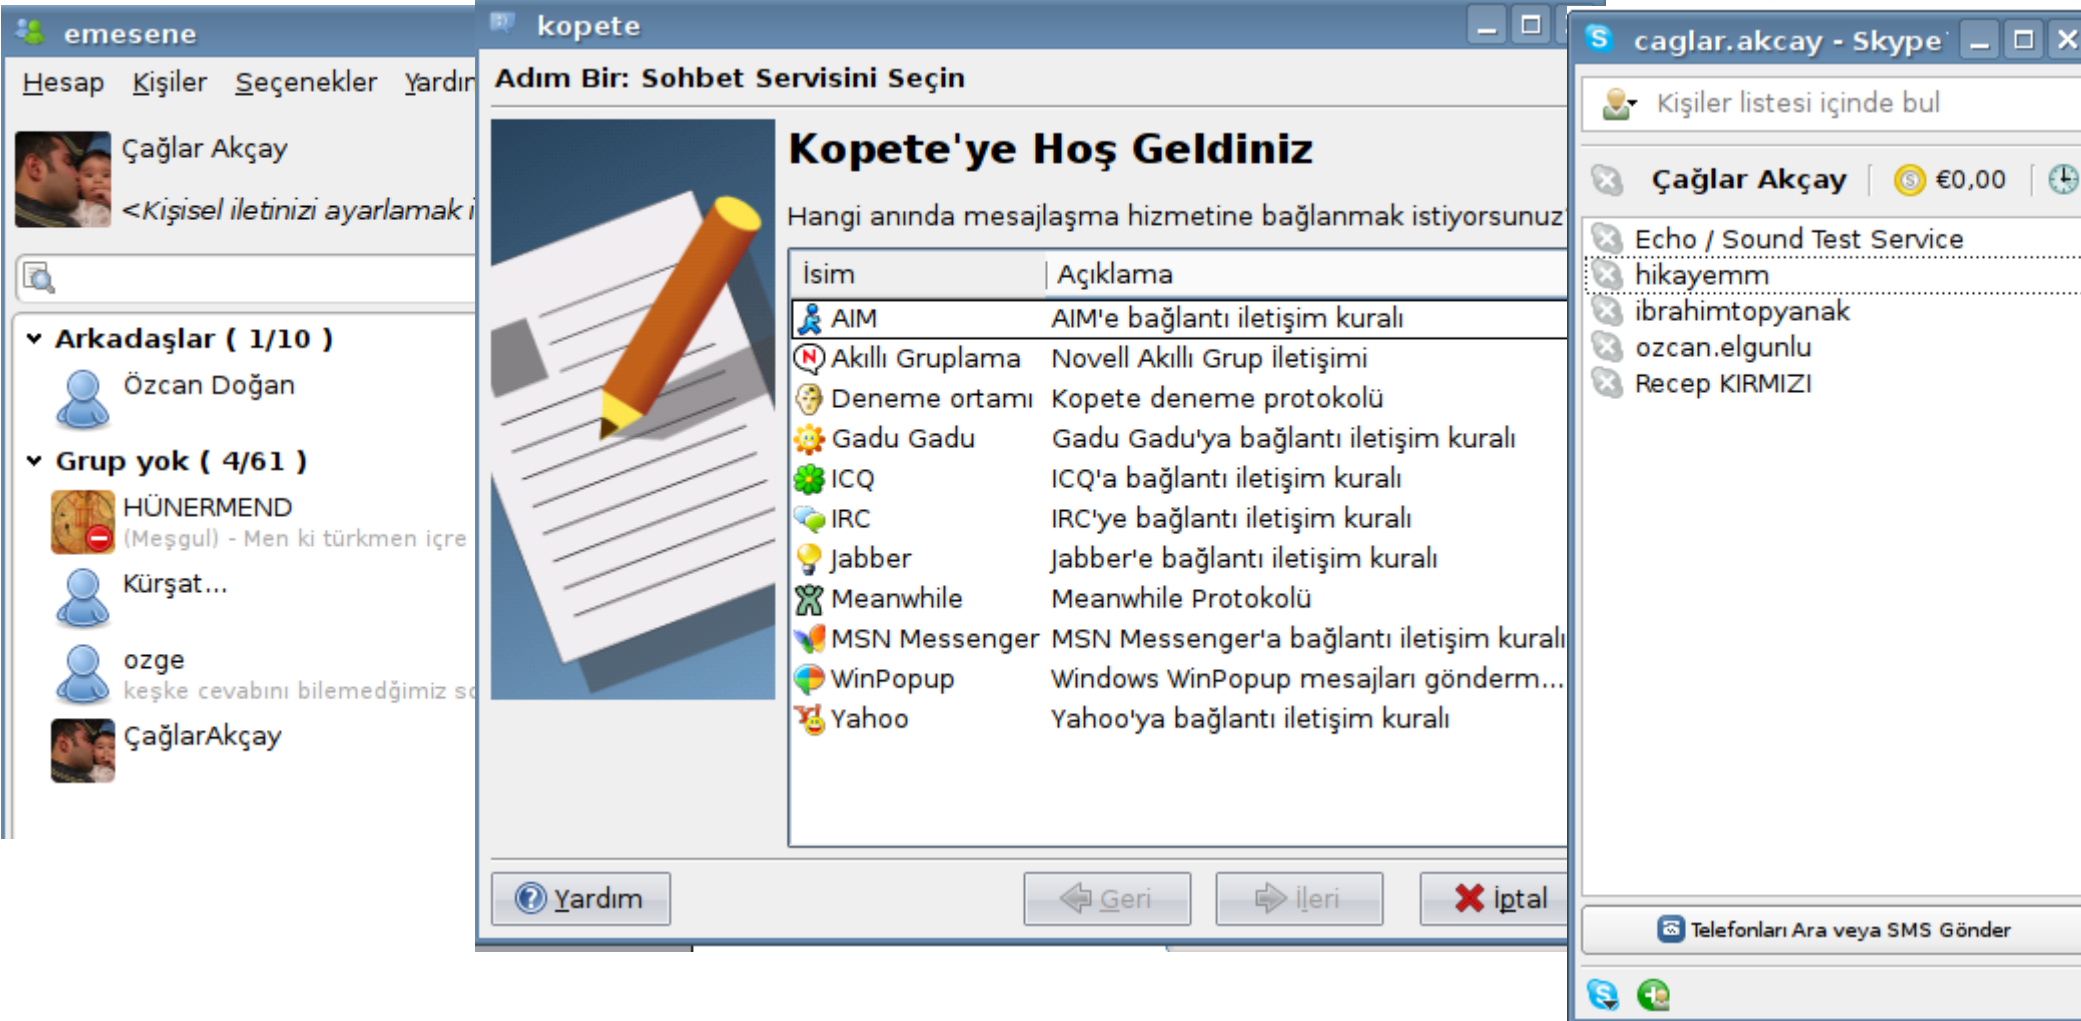 emesene
Hesap Kişiler Seçenekler Yardır
Çağlar Akçay
<Kişisel iletinizi ayarlamak i
Arkadaşlar ( 1/10 )
Özcan Doğan
Grup yok ( 4/61 )
HÜNERMEND
(Meşgul) - Men ki türkmen içre
Kürşat...
ozge
keşke cevabını bilemedğimiz so
ÇağlarAkçay
kopete
Adım Bir: Sohbet Servisini Seçin
Kopete'ye Hoş Geldiniz
Hangi anında mesajlaşma hizmetine bağlanmak istiyorsunuz?
İsim Açıklama
AIM AIM'e bağlantı iletişim kuralı
Akıllı Gruplama Novell Akıllı Grup İletişimi
Deneme ortamı Kopete deneme protokolü
Gadu Gadu Gadu Gadu'ya bağlantı iletişim kuralı
ICQ ICQ'a bağlantı iletişim kuralı
IRC IRC'ye bağlantı iletişim kuralı
Jabber Jabber'e bağlantı iletişim kuralı
Meanwhile Meanwhile Protokolü
MSN Messenger MSN Messenger'a bağlantı iletişim kuralı
WinPopup Windows WinPopup mesajları gönderm...
Yahoo Yahoo'ya bağlantı iletişim kuralı
Yardım Geri İleri İptal
caglar.akcay - Skype
Kişiler listesi içinde bul
Çağlar Akçay €0,00
Echo / Sound Test Service
hikayemm
ibrahimtopyanak
ozcan.elgunlu
Recep KIRMIZI
Telefonları Ara veya SMS Gönder